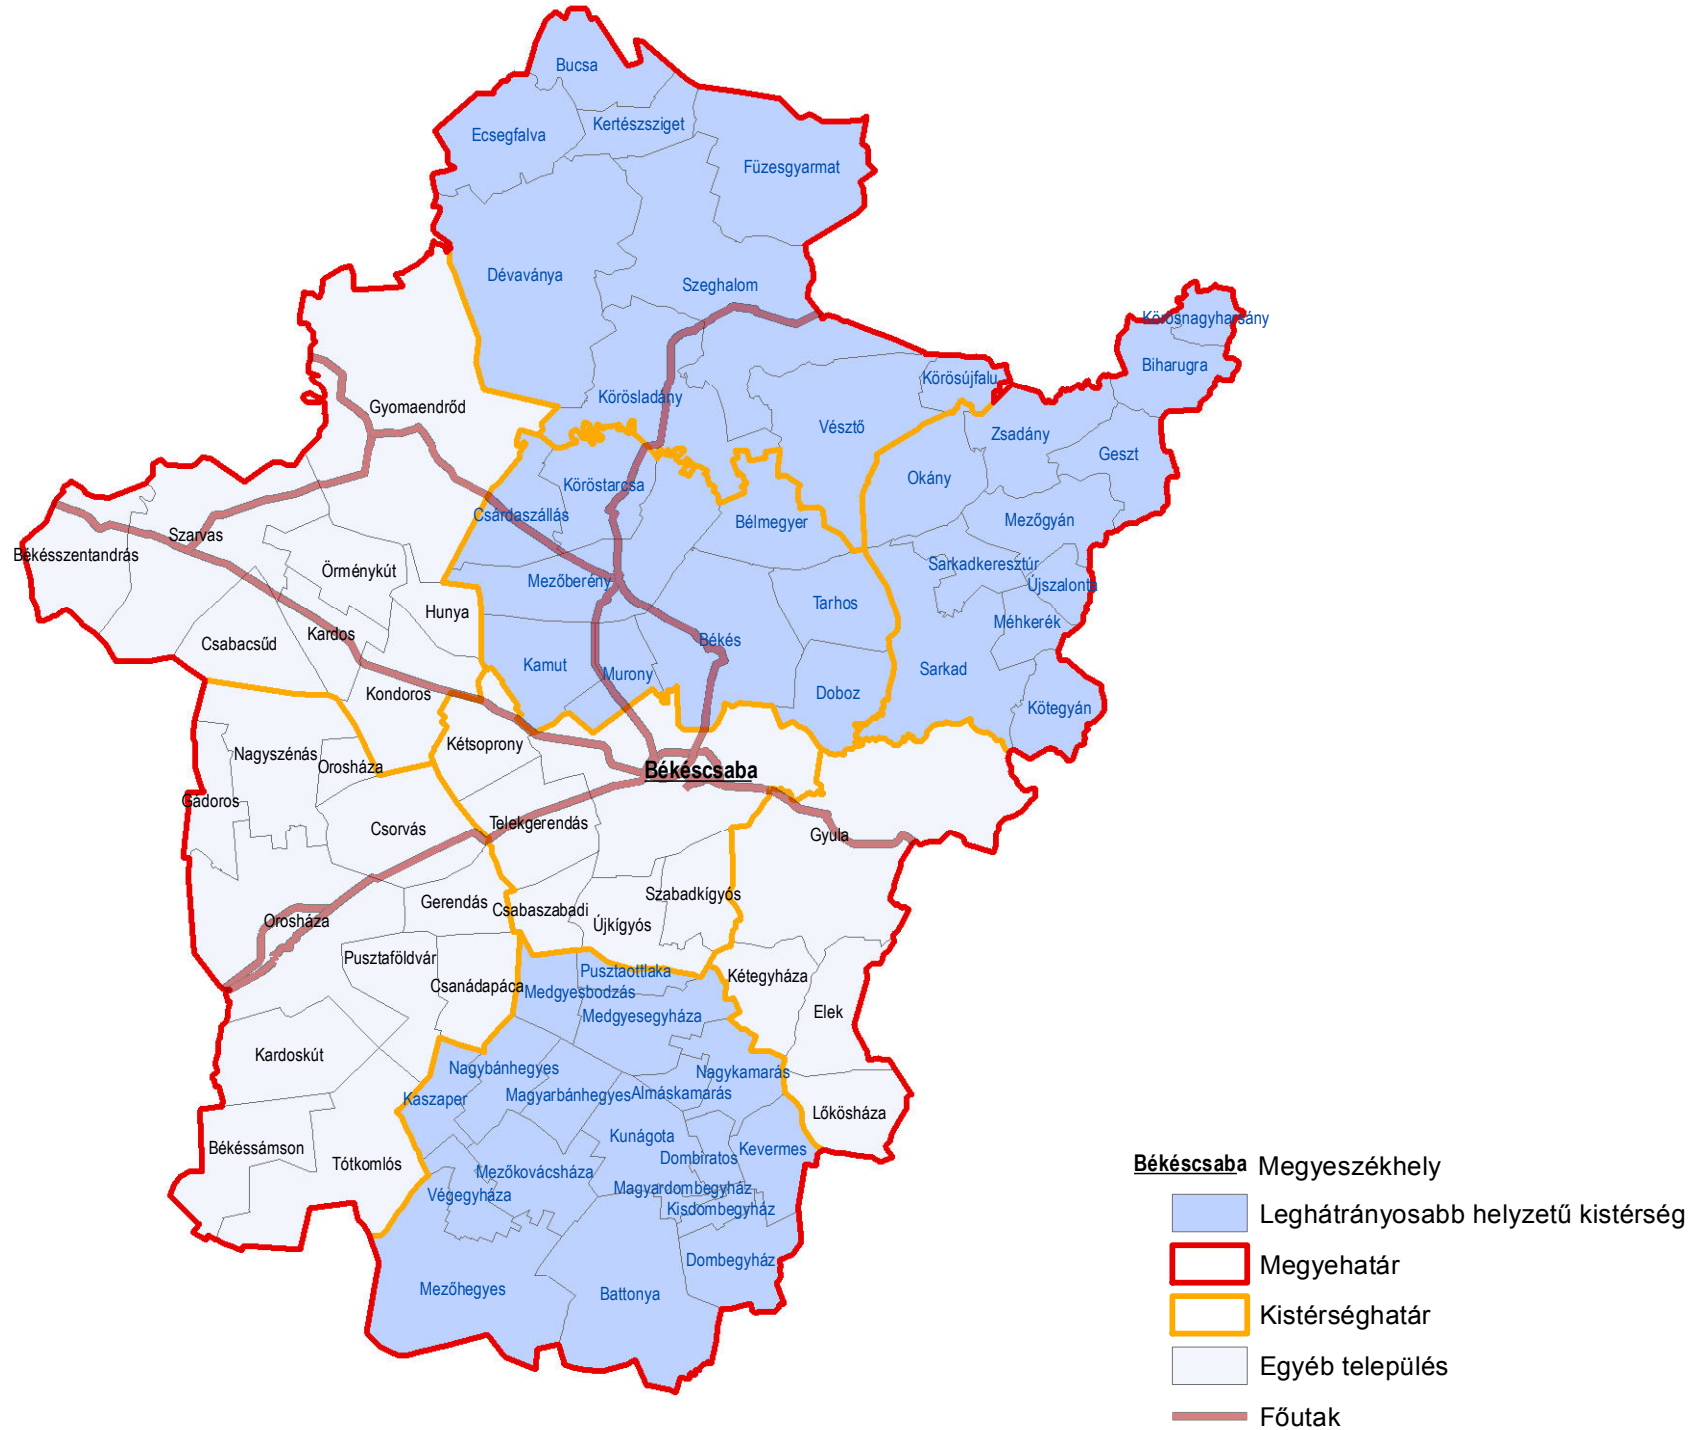 Bucsa
Kertészsziget
Ecsegfalva
Füzesgyarmat
Dévaványa
Szeghalom
Körösnagyharsány
Biharugra
Körösújfalu
Körösladány
Gyomaendrőd
Vésztő
Zsadány
Geszt
Okány
Köröstarcsa
Csárdaszállás
Bélmegyer
Mezőgyán
Szarvas
Békésszentandrás
Örménykút
Mezőberény
Sarkadkeresztúr
Újszalonta
Hunya
Tarhos
Méhkerék
Kardos
Csabacsűd
Békés
Kamut
Murony
Sarkad
Kondoros
Doboz
Kötegyán
Kétsoprony
Nagyszénás
Orosháza
Békéscsaba
Gádoros
Csorvás
Telekgerendás
Gyula
Szabadkígyós
Gerendás
Csabaszabadi
Orosháza
Újkígyós
Pusztaföldvár
Pusztaottlaka
Kétegyháza
Csanádapáca
Medgyesbodzás
Medgyesegyháza
Elek
Kardoskút
Nagybánhegyes
Nagykamarás
Kaszaper
Magyarbánhegyes
Almáskamarás
Lőkösháza
Kunágota
Békéssámson
Kevermes
Dombiratos
Tótkomlós
Mezőkovácsháza
Végegyháza
Magyardombegyház
Kisdombegyház
Dombegyház
Mezőhegyes
Battonya
Békéscsaba Megyeszékhely
Leghátrányosabb helyzetű kistérség
Megyehatár
Kistérséghatár
Egyéb település
Főutak